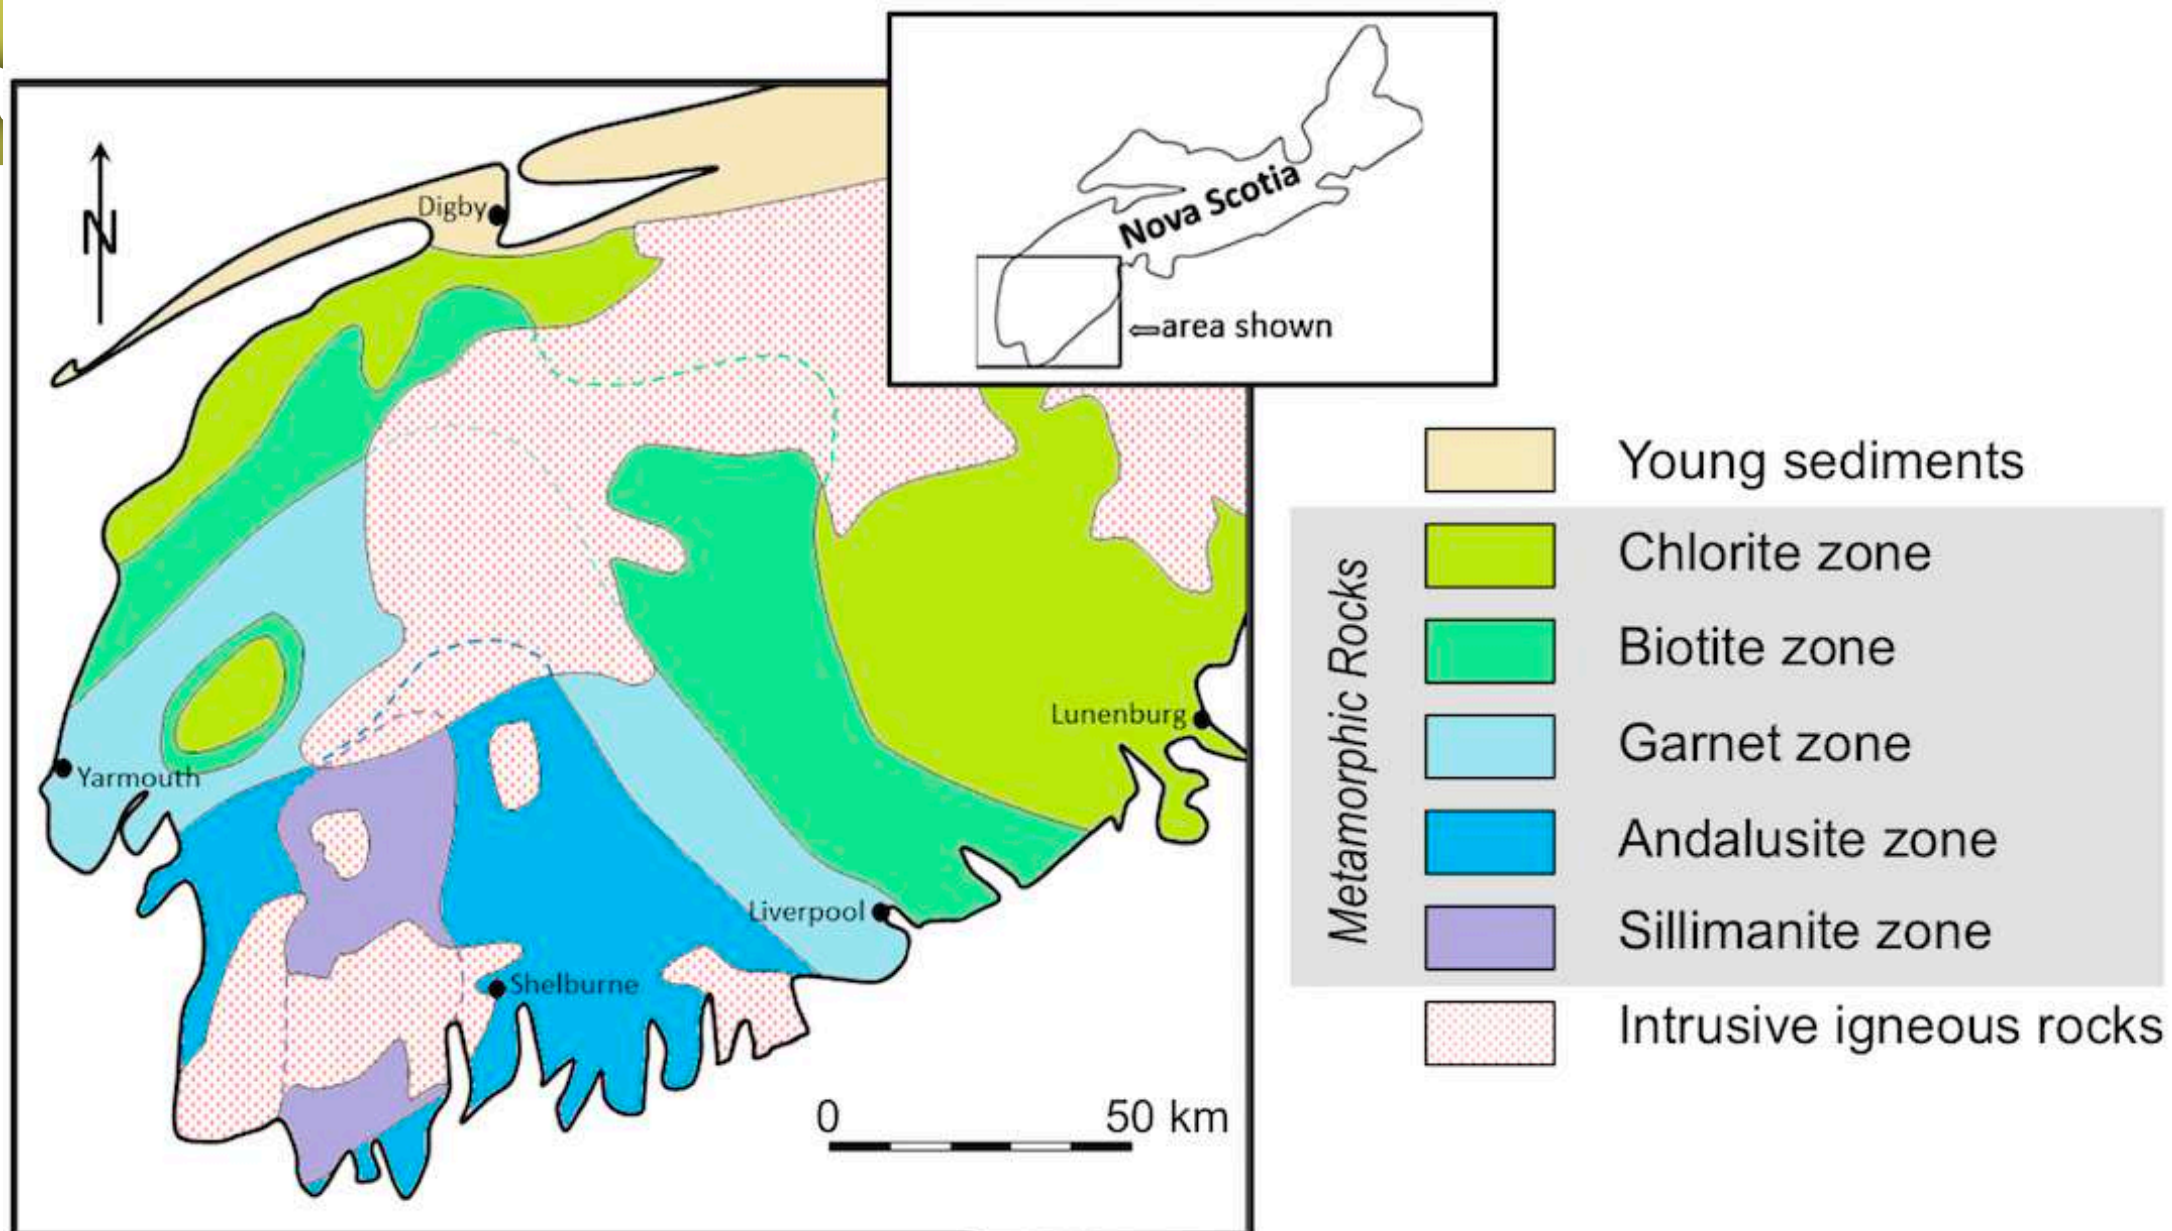 Nova Scotia
⇦area shown
N
Digby
Yarmouth
Lunenburg
Liverpool
Shelburne
0 50 km
Metamorphic Rocks
Young sediments
Chlorite zone
Biotite zone
Garnet zone
Andalusite zone
Sillimanite zone
Intrusive igneous rocks